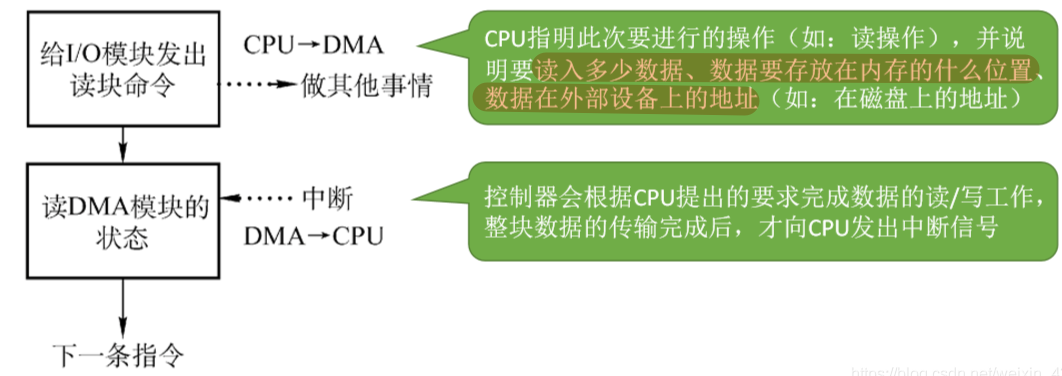 给I/O模块发出
读块命令
CPU→DMA
做其他事情
CPU指明此次要进行的操作（如：读操作），并说
明要读入多少数据、数据要存放在内存的什么位置、
数据在外部设备上的地址（如：在磁盘上的地址）
读DMA模块的
状态
中断
DMA→CPU
控制器会根据CPU提出的要求完成数据的读/写工作，
整块数据的传输完成后，才向CPU发出中断信号
下一条指令
https://blog.csdn.net/weixin_4